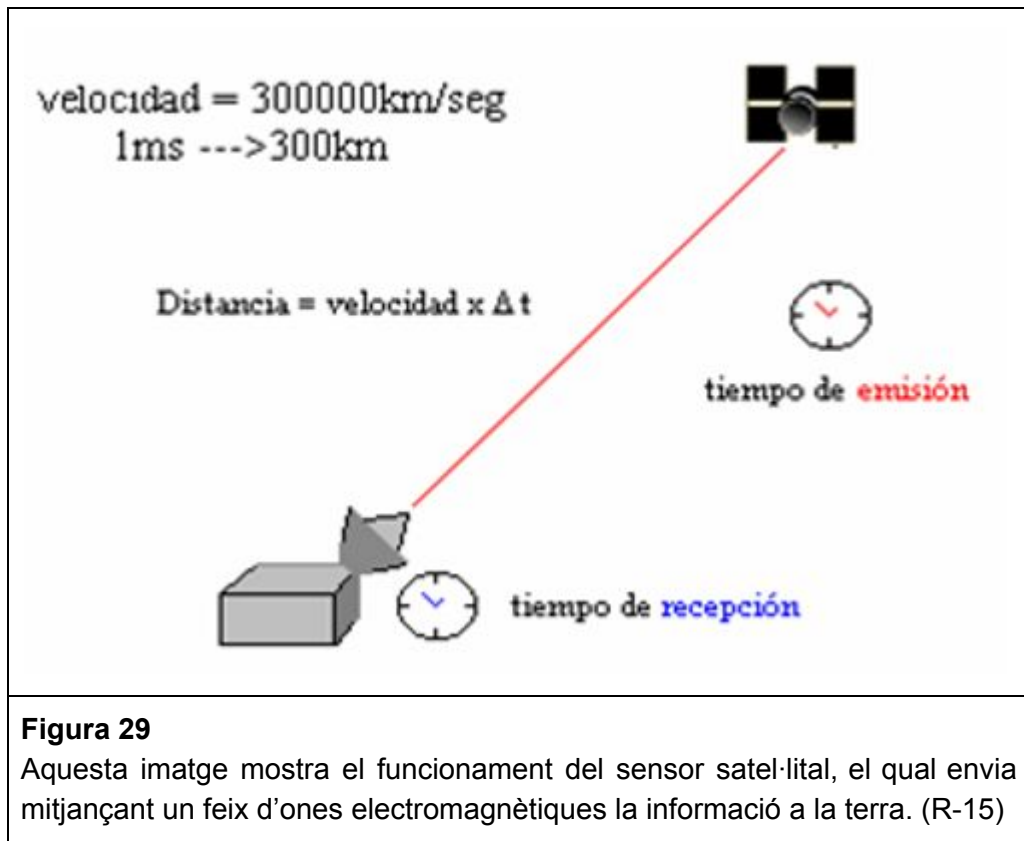 velocidad = 300000km/seg
1ms --->300km
Distancia = velocidad x Δt
tiempo de emisión
tiempo de recepción
Figura 29
Aquesta imatge mostra el funcionament del sensor satel·lital, el qual envia
mitjançant un feix d’ones electromagnètiques la informació a la terra. (R-15)